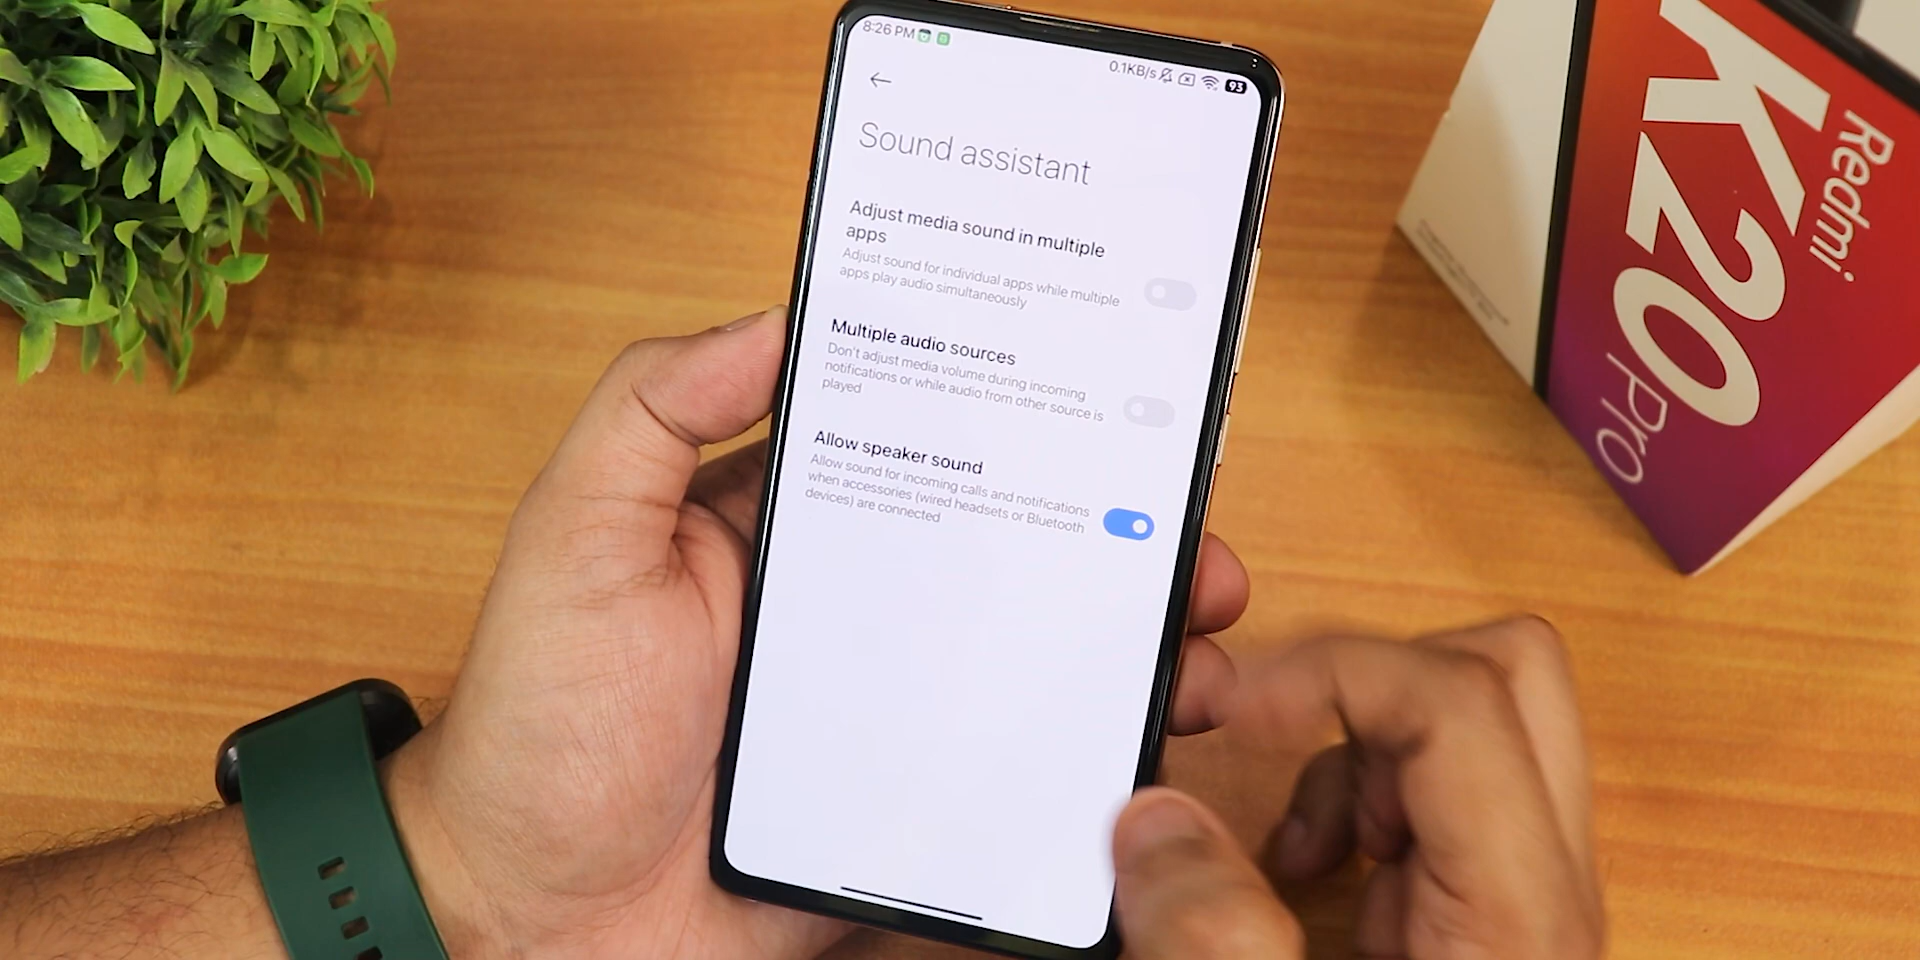 8:26 PM
0.1KB/s
93
Sound assistant
Adjust media sound in multiple
apps
Adjust sound for individual apps while multiple
apps play audio simultaneously
Multiple audio sources
Don't adjust media volume during incoming
notifications or while audio from other source is
played
Allow speaker sound
Allow sound for incoming calls and notifications
when accessories (wired headsets or Bluetooth
devices) are connected
Redmi
K20
Pro